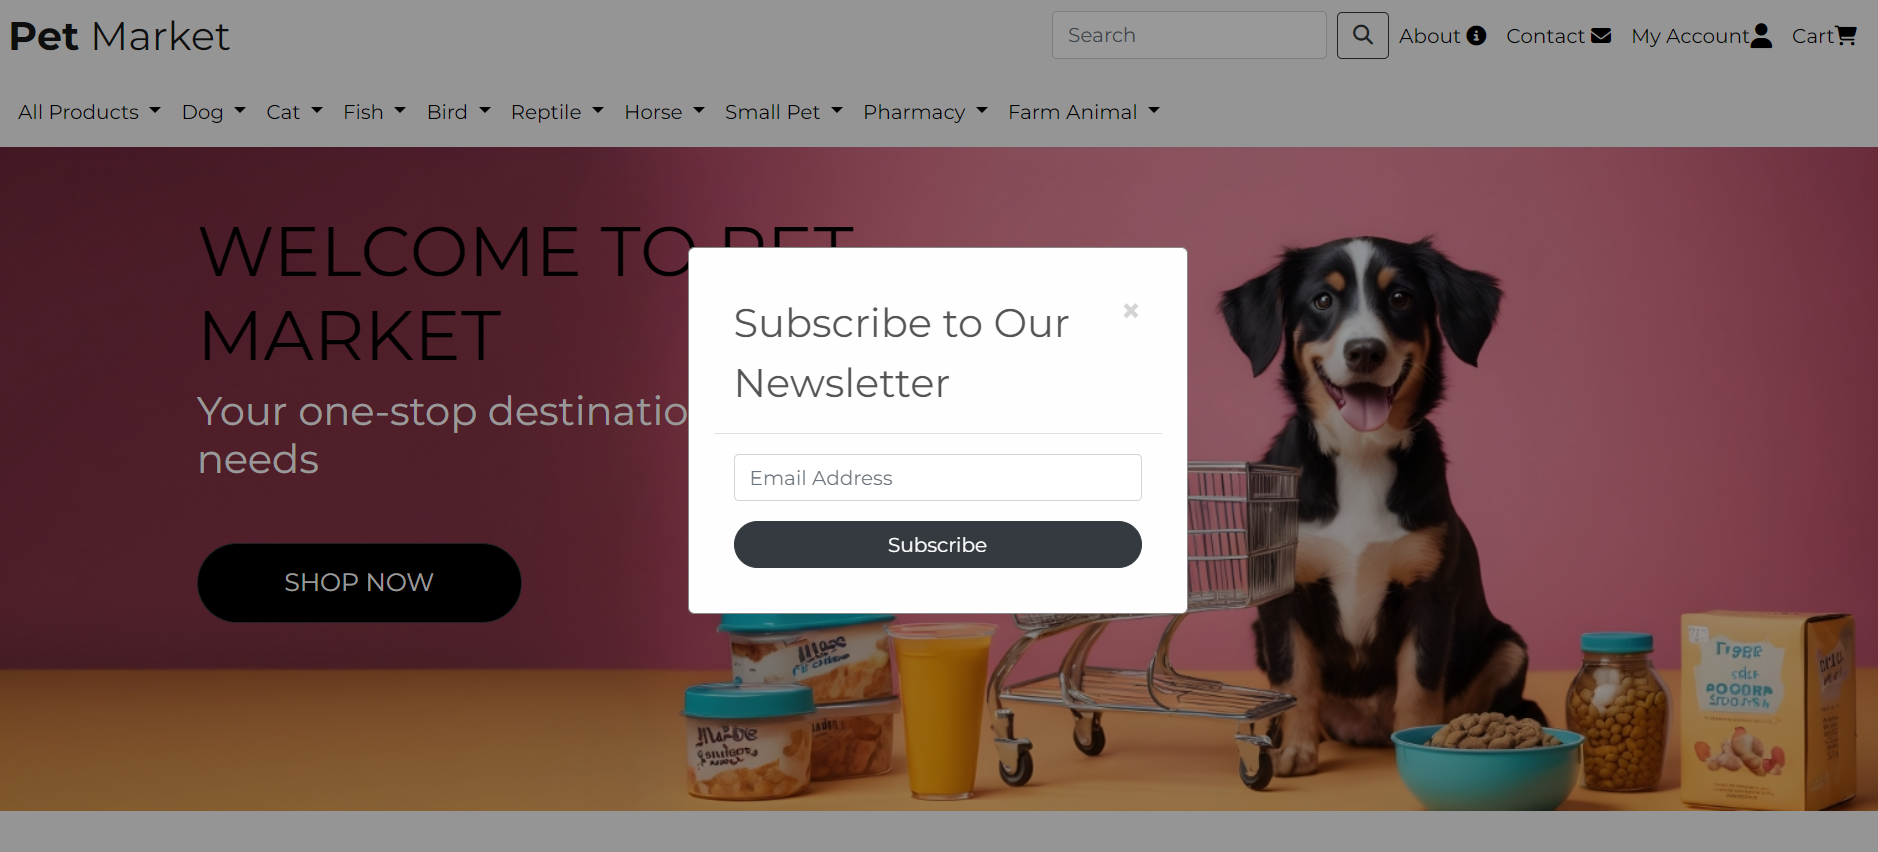 Pet Market
Search
About
Contact
My Account
Cart
All Products
Dog
Cat
Fish
Bird
Reptile
Horse
Small Pet
Pharmacy
Farm Animal
WELCOME TO PET
MARKET
Your one-stop destinatio
needs
SHOP NOW
Subscribe to Our
Newsletter
Email Address
Subscribe